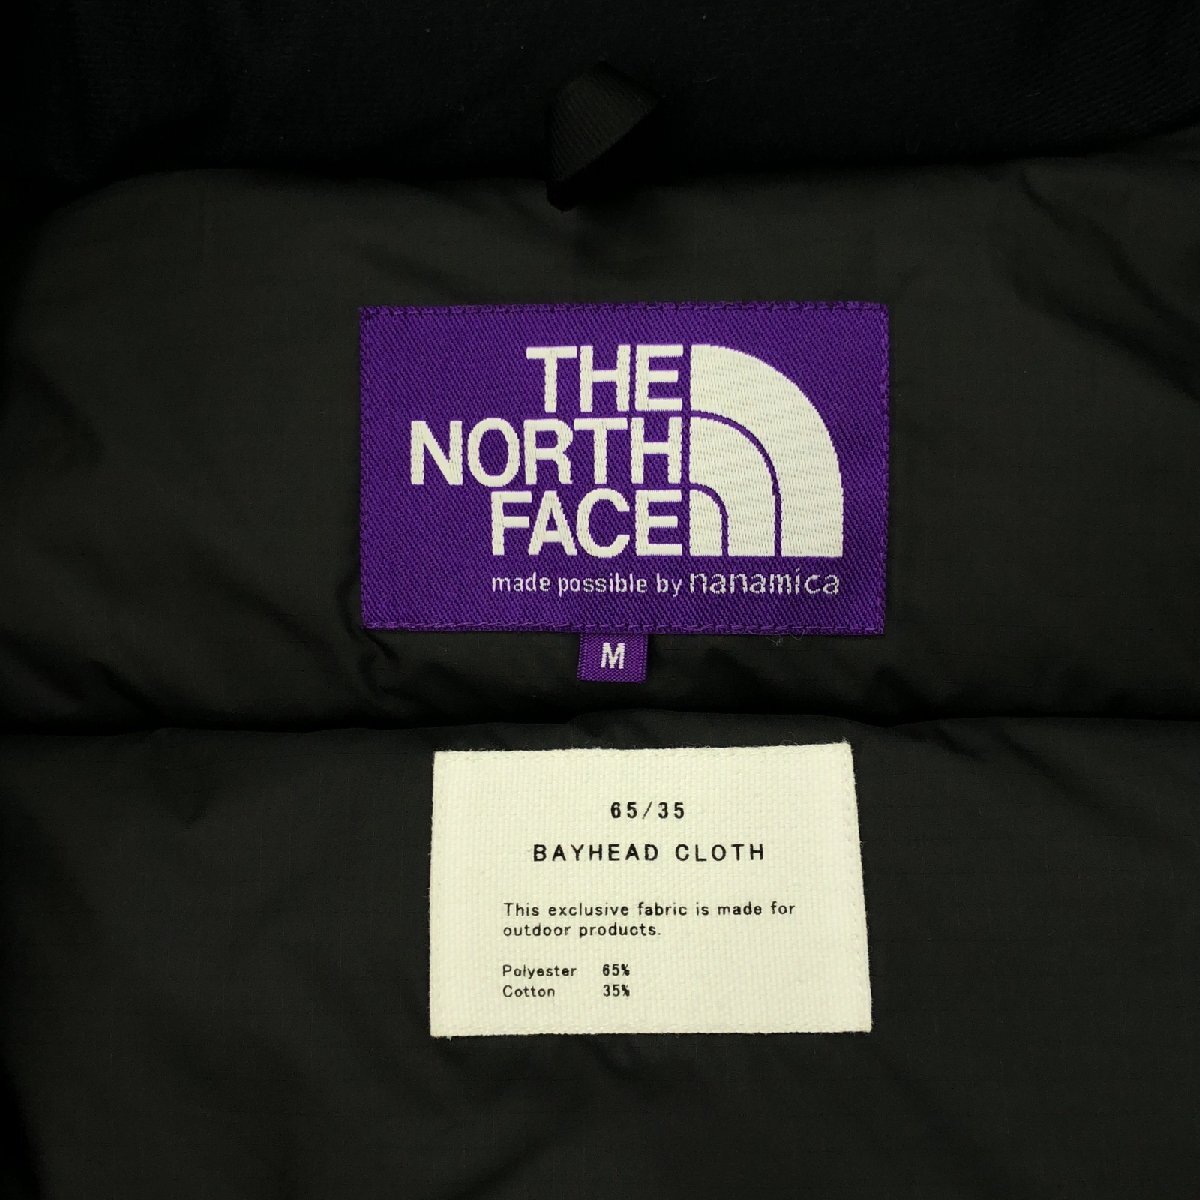 THE
NORTH
FACE
made possible by nanamica
M
65/35
BAYHEAD CLOTH
This exclusive fabric is made for
outdoor products.
Polyester 65%
Cotton 35%